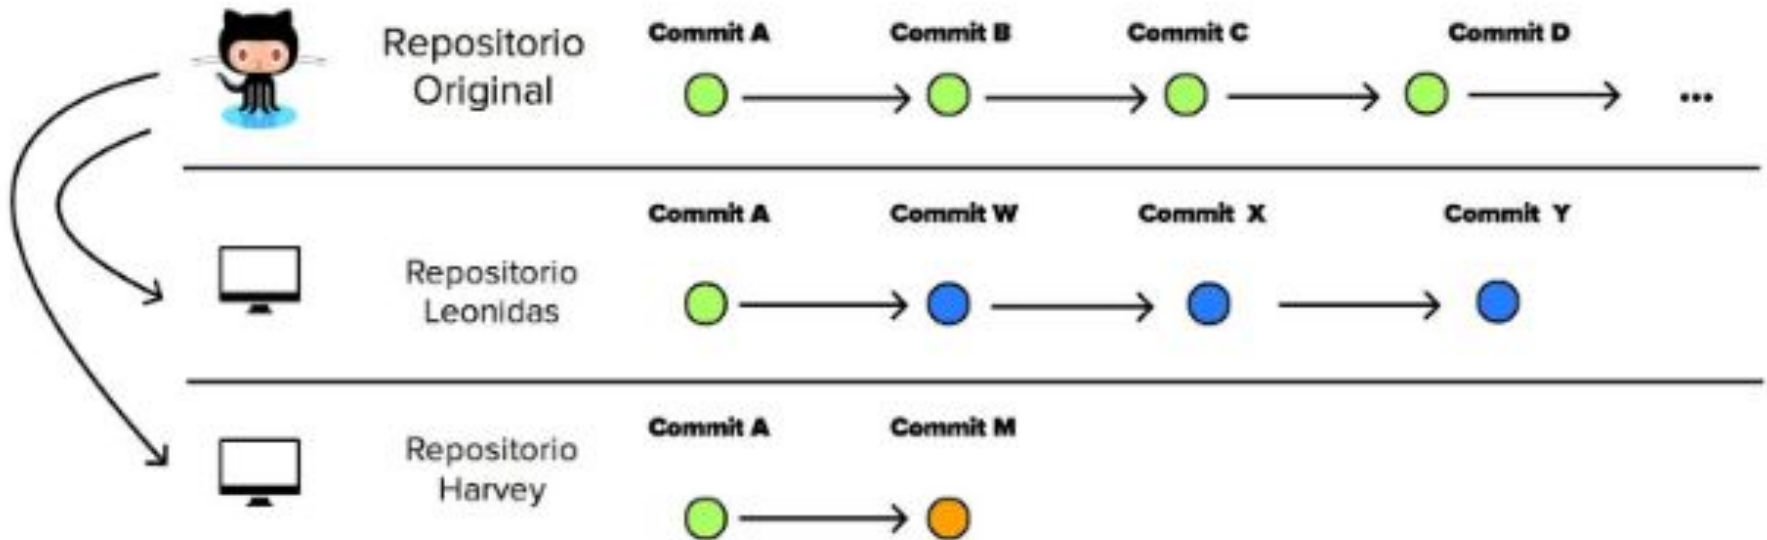 Repositorio
Original
Commit A
Commit B
Commit C
Commit D
...
Repositorio
Leonidas
Commit A
Commit W
Commit X
Commit Y
Repositorio
Harvey
Commit A
Commit M